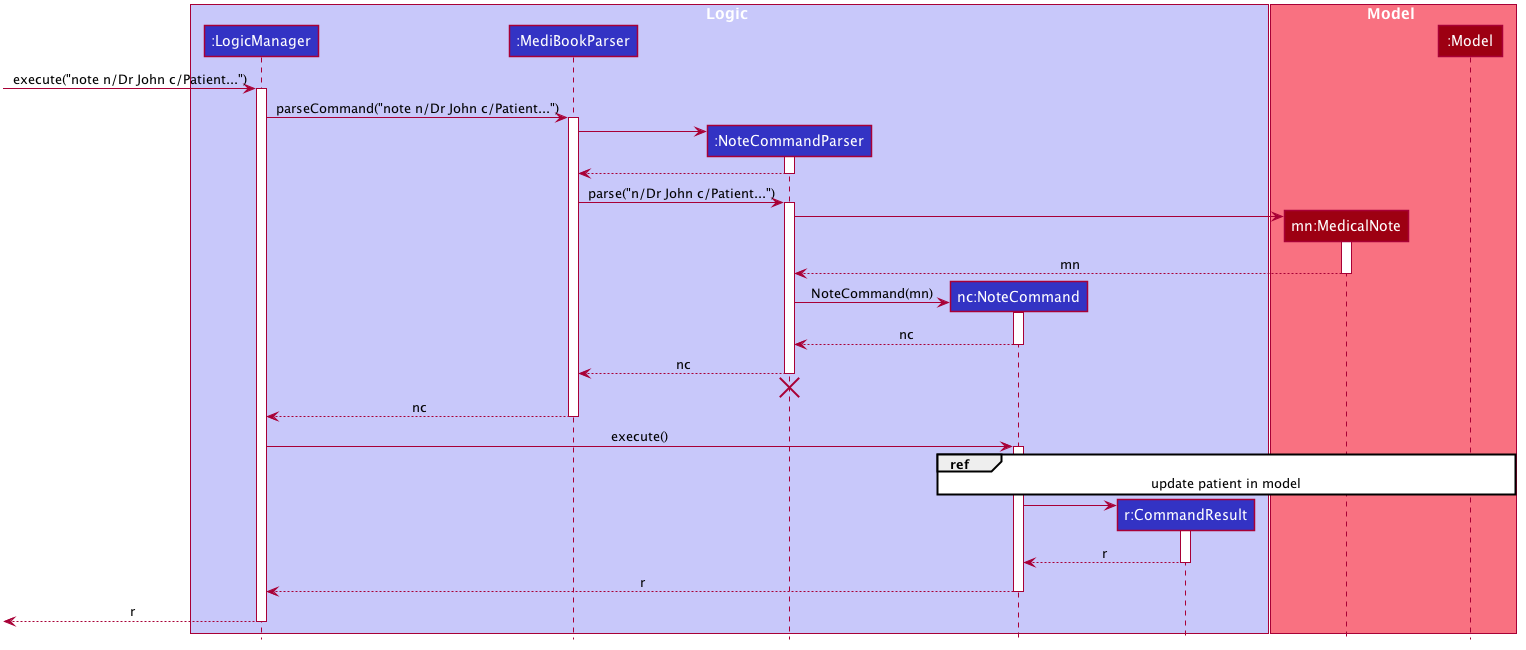 Logic
Model
:LogicManager
:MediBookParser
:Model
execute("note n/Dr John c/Patient...")
parseCommand("note n/Dr John c/Patient...")
:NoteCommandParser
parse("n/Dr John c/Patient...")
mn:MedicalNote
mn
NoteCommand(mn)
nc:NoteCommand
nc
nc
nc
execute()
ref
update patient in model
r:CommandResult
r
r
r